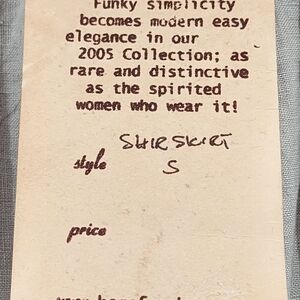 Funky simplicity
becomes modern easy
elegance in our
2005 Collection; as
rare and distinctive
as the spirited
women who wear it!
SHIRSKIRT
style S
price